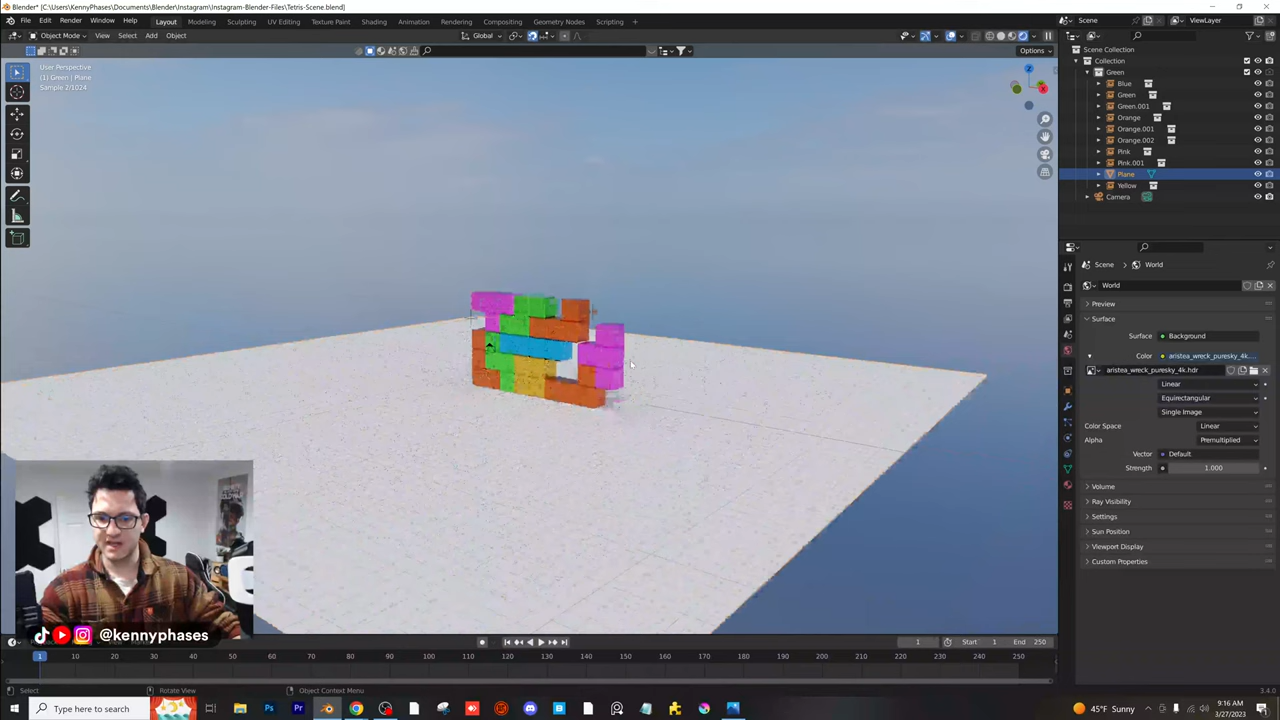 Blender* [C:\Users\KennyPhases\Documents\Blender\Instagram\Instagram-Blender-Files\Tetris-Scene.blend]
File Edit Render Window Help Layout Modeling Sculpting UV Editing Texture Paint Shading Animation Rendering Compositing Geometry Nodes Scripting
Scene
ViewLayer
Object Mode View Select Add Object
Global
Options
User Perspective
(1) Green | Plane
Sample 2/1024
Scene Collection
Collection
Green
Blue
Green
Green.001
Orange
Orange.001
Orange.002
Pink
Pink.001
Plane
Yellow
Camera
Scene > World
World
Preview
Surface
Surface Background
Color aristea_wreck_puresky_4k....
aristea_wreck_puresky_4k.hdr
Linear
Equirectangular
Single Image
Color Space Linear
Alpha Premultiplied
Vector Default
Strength 1.000
Volume
Ray Visibility
Settings
Sun Position
Viewport Display
Custom Properties
@kennyphases
1 Start 1 End 250
1 10 20 30 40 50 60 70 80 90 100 110 120 130 140 150 160 170 180 190 200 210 220 230 240 250
Select Rotate View Object Context Menu
3.4.0
Type here to search
45°F Sunny
9:16 AM
3/27/2023